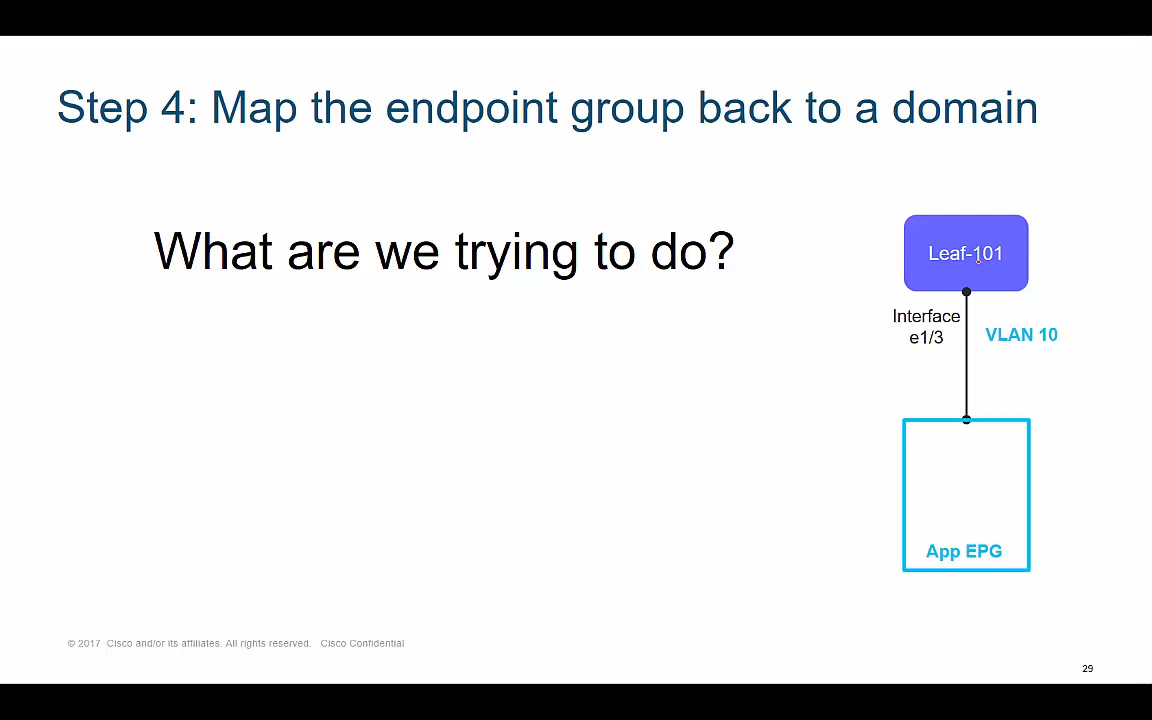 Step 4: Map the endpoint group back to a domain
What are we trying to do?
Leaf-101
Interface
e1/3
VLAN 10
App EPG
© 2017 Cisco and/or its affiliates. All rights reserved. Cisco Confidential
29